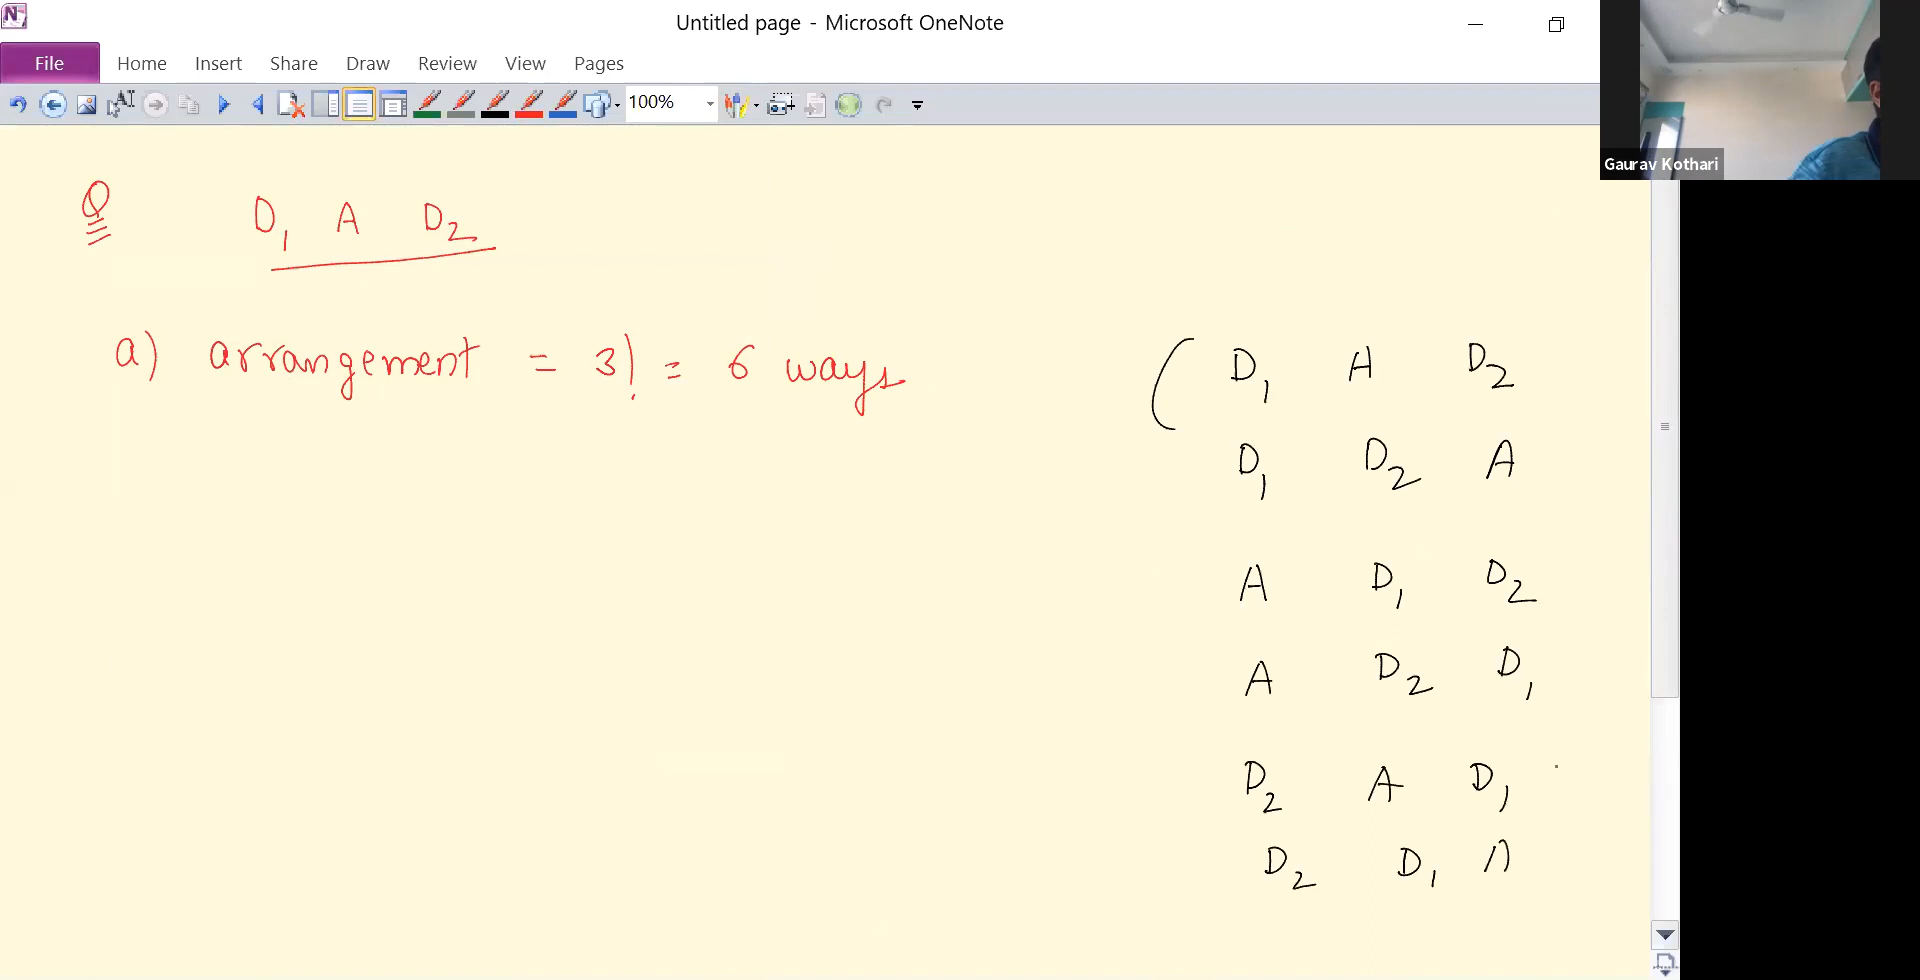 Untitled page - Microsoft OneNote
File Home Insert Share Draw Review View Pages
100%
Gaurav Kothari
Q D₁ A D₂
a) arrangement = 3! = 6 ways
( D₁ A D₂
D₁ D₂ A
A D₁ D₂
A D₂ D₁
D₂ A D₁
D₂ D₁ A